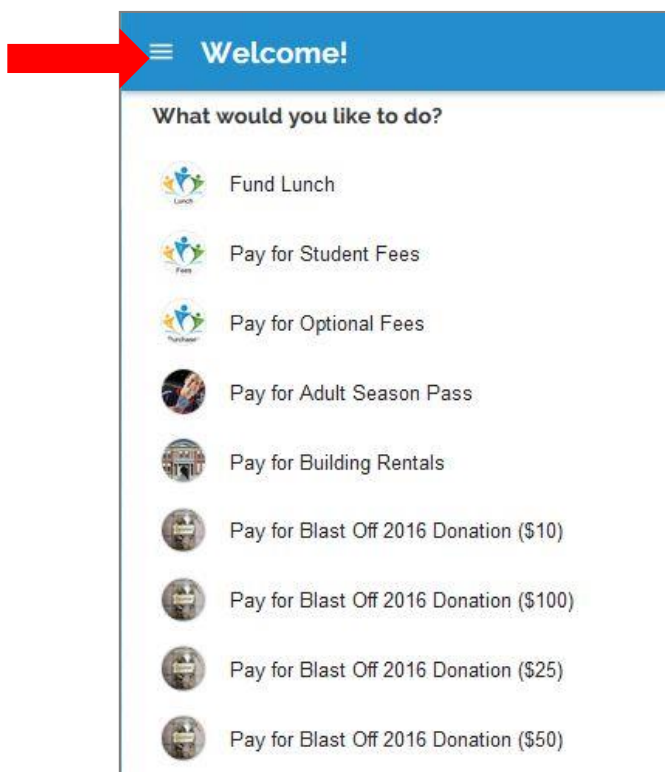 Welcome!
What would you like to do?
Lunch
Fund Lunch
Fees
Pay for Student Fees
Pay for Optional Fees
Pay for Adult Season Pass
Pay for Building Rentals
Pay for Blast Off 2016 Donation ($10)
Pay for Blast Off 2016 Donation ($100)
Pay for Blast Off 2016 Donation ($25)
Pay for Blast Off 2016 Donation ($50)